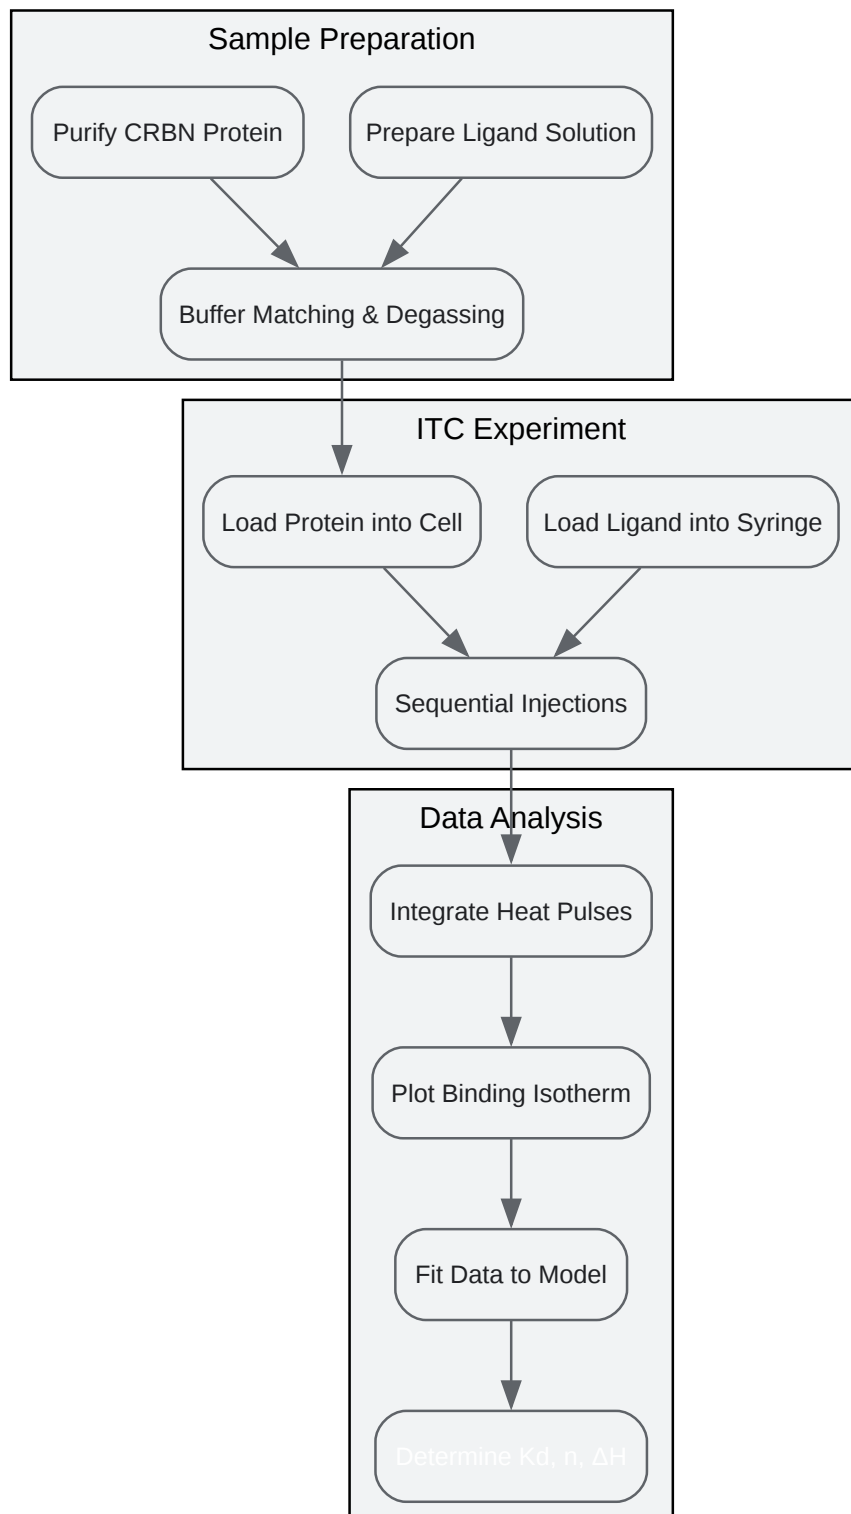 Sample Preparation
Purify CRBN Protein
Prepare Ligand Solution
Buffer Matching & Degassing
ITC Experiment
Load Protein into Cell
Load Ligand into Syringe
Sequential Injections
Data Analysis
Integrate Heat Pulses
Plot Binding Isotherm
Fit Data to Model
Determine Kd, n, ΔH